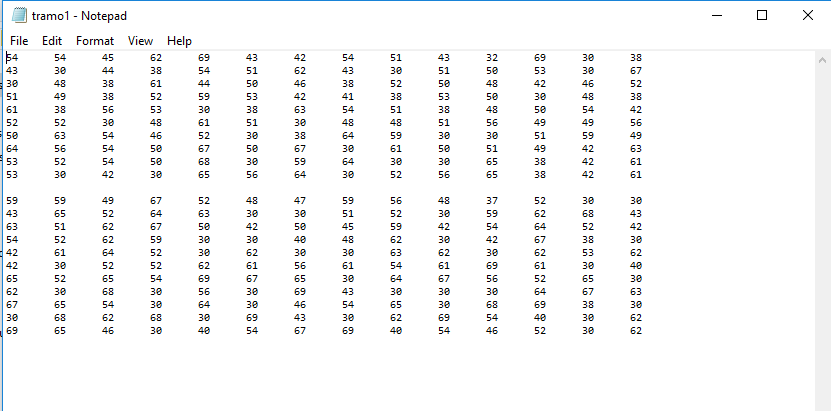 tramo1 - Notepad
File Edit Format View Help
54 54 45 62 69 43 42 54 51 43 32 69 30 38
43 30 44 38 54 51 62 43 30 51 50 53 30 67
30 48 38 61 44 50 46 38 52 50 48 42 46 52
51 49 38 52 59 53 42 41 38 53 50 30 48 38
61 38 56 53 30 38 63 54 51 38 48 50 54 42
52 52 30 48 61 51 30 48 48 51 56 49 49 56
50 63 54 46 52 30 38 64 59 30 30 51 59 49
64 56 54 50 67 50 67 30 61 50 51 49 42 63
53 52 54 50 68 30 59 64 30 30 65 38 42 61
53 30 42 30 65 56 64 30 52 56 65 38 42 61
59 59 49 67 52 48 47 59 56 48 37 52 30 30
43 65 52 64 63 30 30 51 52 30 59 62 68 43
63 51 62 67 50 42 50 45 59 42 54 64 52 42
54 52 62 59 30 30 40 48 62 30 42 67 38 30
42 61 64 52 30 62 30 30 63 62 30 62 53 62
42 30 52 52 62 61 56 61 54 61 69 61 30 40
65 52 65 54 69 67 65 30 64 67 56 52 65 30
62 30 68 30 56 30 69 43 30 30 30 64 67 63
67 65 54 30 64 30 46 54 65 30 68 69 38 30
30 68 62 68 30 69 43 30 62 69 54 40 30 62
69 65 46 30 40 54 67 69 40 54 46 52 30 62